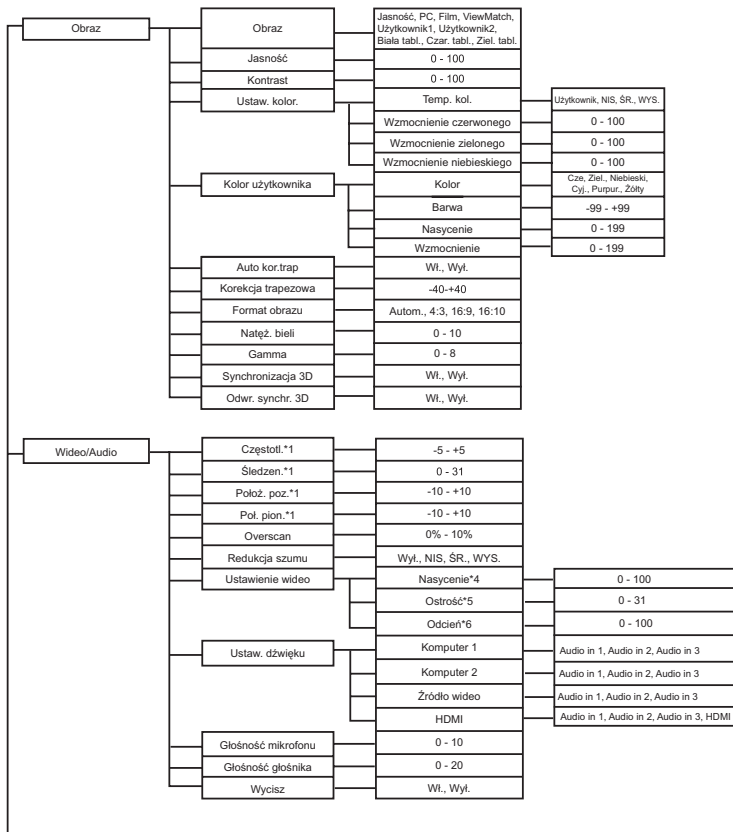 Obraz
Obraz
Jasność, PC, Film, ViewMatch,
Użytkownik1, Użytkownik2,
Biała tabl., Czar. tabl., Ziel. tabl.
Jasność
0 - 100
Kontrast
0 - 100
Ustaw. kolor.
Temp. kol.
Użytkownik, NIS, ŚR., WYS.
Wzmocnienie czerwonego
0 - 100
Wzmocnienie zielonego
0 - 100
Wzmocnienie niebieskiego
0 - 100
Kolor użytkownika
Kolor
Cze, Ziel., Niebieski,
Cyj., Purpur., Żółty
Barwa
-99 - +99
Nasycenie
0 - 199
Wzmocnienie
0 - 199
Auto kor.trap
Wł., Wył.
Korekcja trapezowa
-40-+40
Format obrazu
Autom., 4:3, 16:9, 16:10
Natęż. bieli
0 - 10
Gamma
0 - 8
Synchronizacja 3D
Wł., Wył.
Odwr. synchr. 3D
Wł., Wył.
Wideo/Audio
Częstotl.*1
-5 - +5
Śledzen.*1
0 - 31
Położ. poz.*1
-10 - +10
Poł. pion.*1
-10 - +10
Overscan
0% - 10%
Redukcja szumu
Wył., NIS, ŚR., WYS.
Ustawienie wideo
Nasycenie*4
0 - 100
Ostrość*5
0 - 31
Odcień*6
0 - 100
Ustaw. dźwięku
Komputer 1
Audio in 1, Audio in 2, Audio in 3
Komputer 2
Audio in 1, Audio in 2, Audio in 3
Źródło wideo
Audio in 1, Audio in 2, Audio in 3
HDMI
Audio in 1, Audio in 2, Audio in 3, HDMI
Głośność mikrofonu
0 - 10
Głośność głośnika
0 - 20
Wycisz
Wł., Wył.